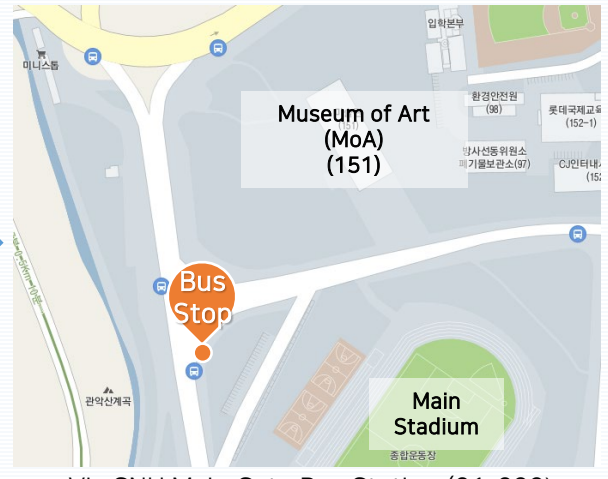 입학본부
미니스톱
Museum of Art
(MoA)
(151)
(151)
환경안전원
(98)
롯데국제교육
(152-1)
방사선동위원소
폐기물보관소(97)
CJ인터내셔
(152
Bus
Stop
관악산계곡
Main
Stadium
종합운동장